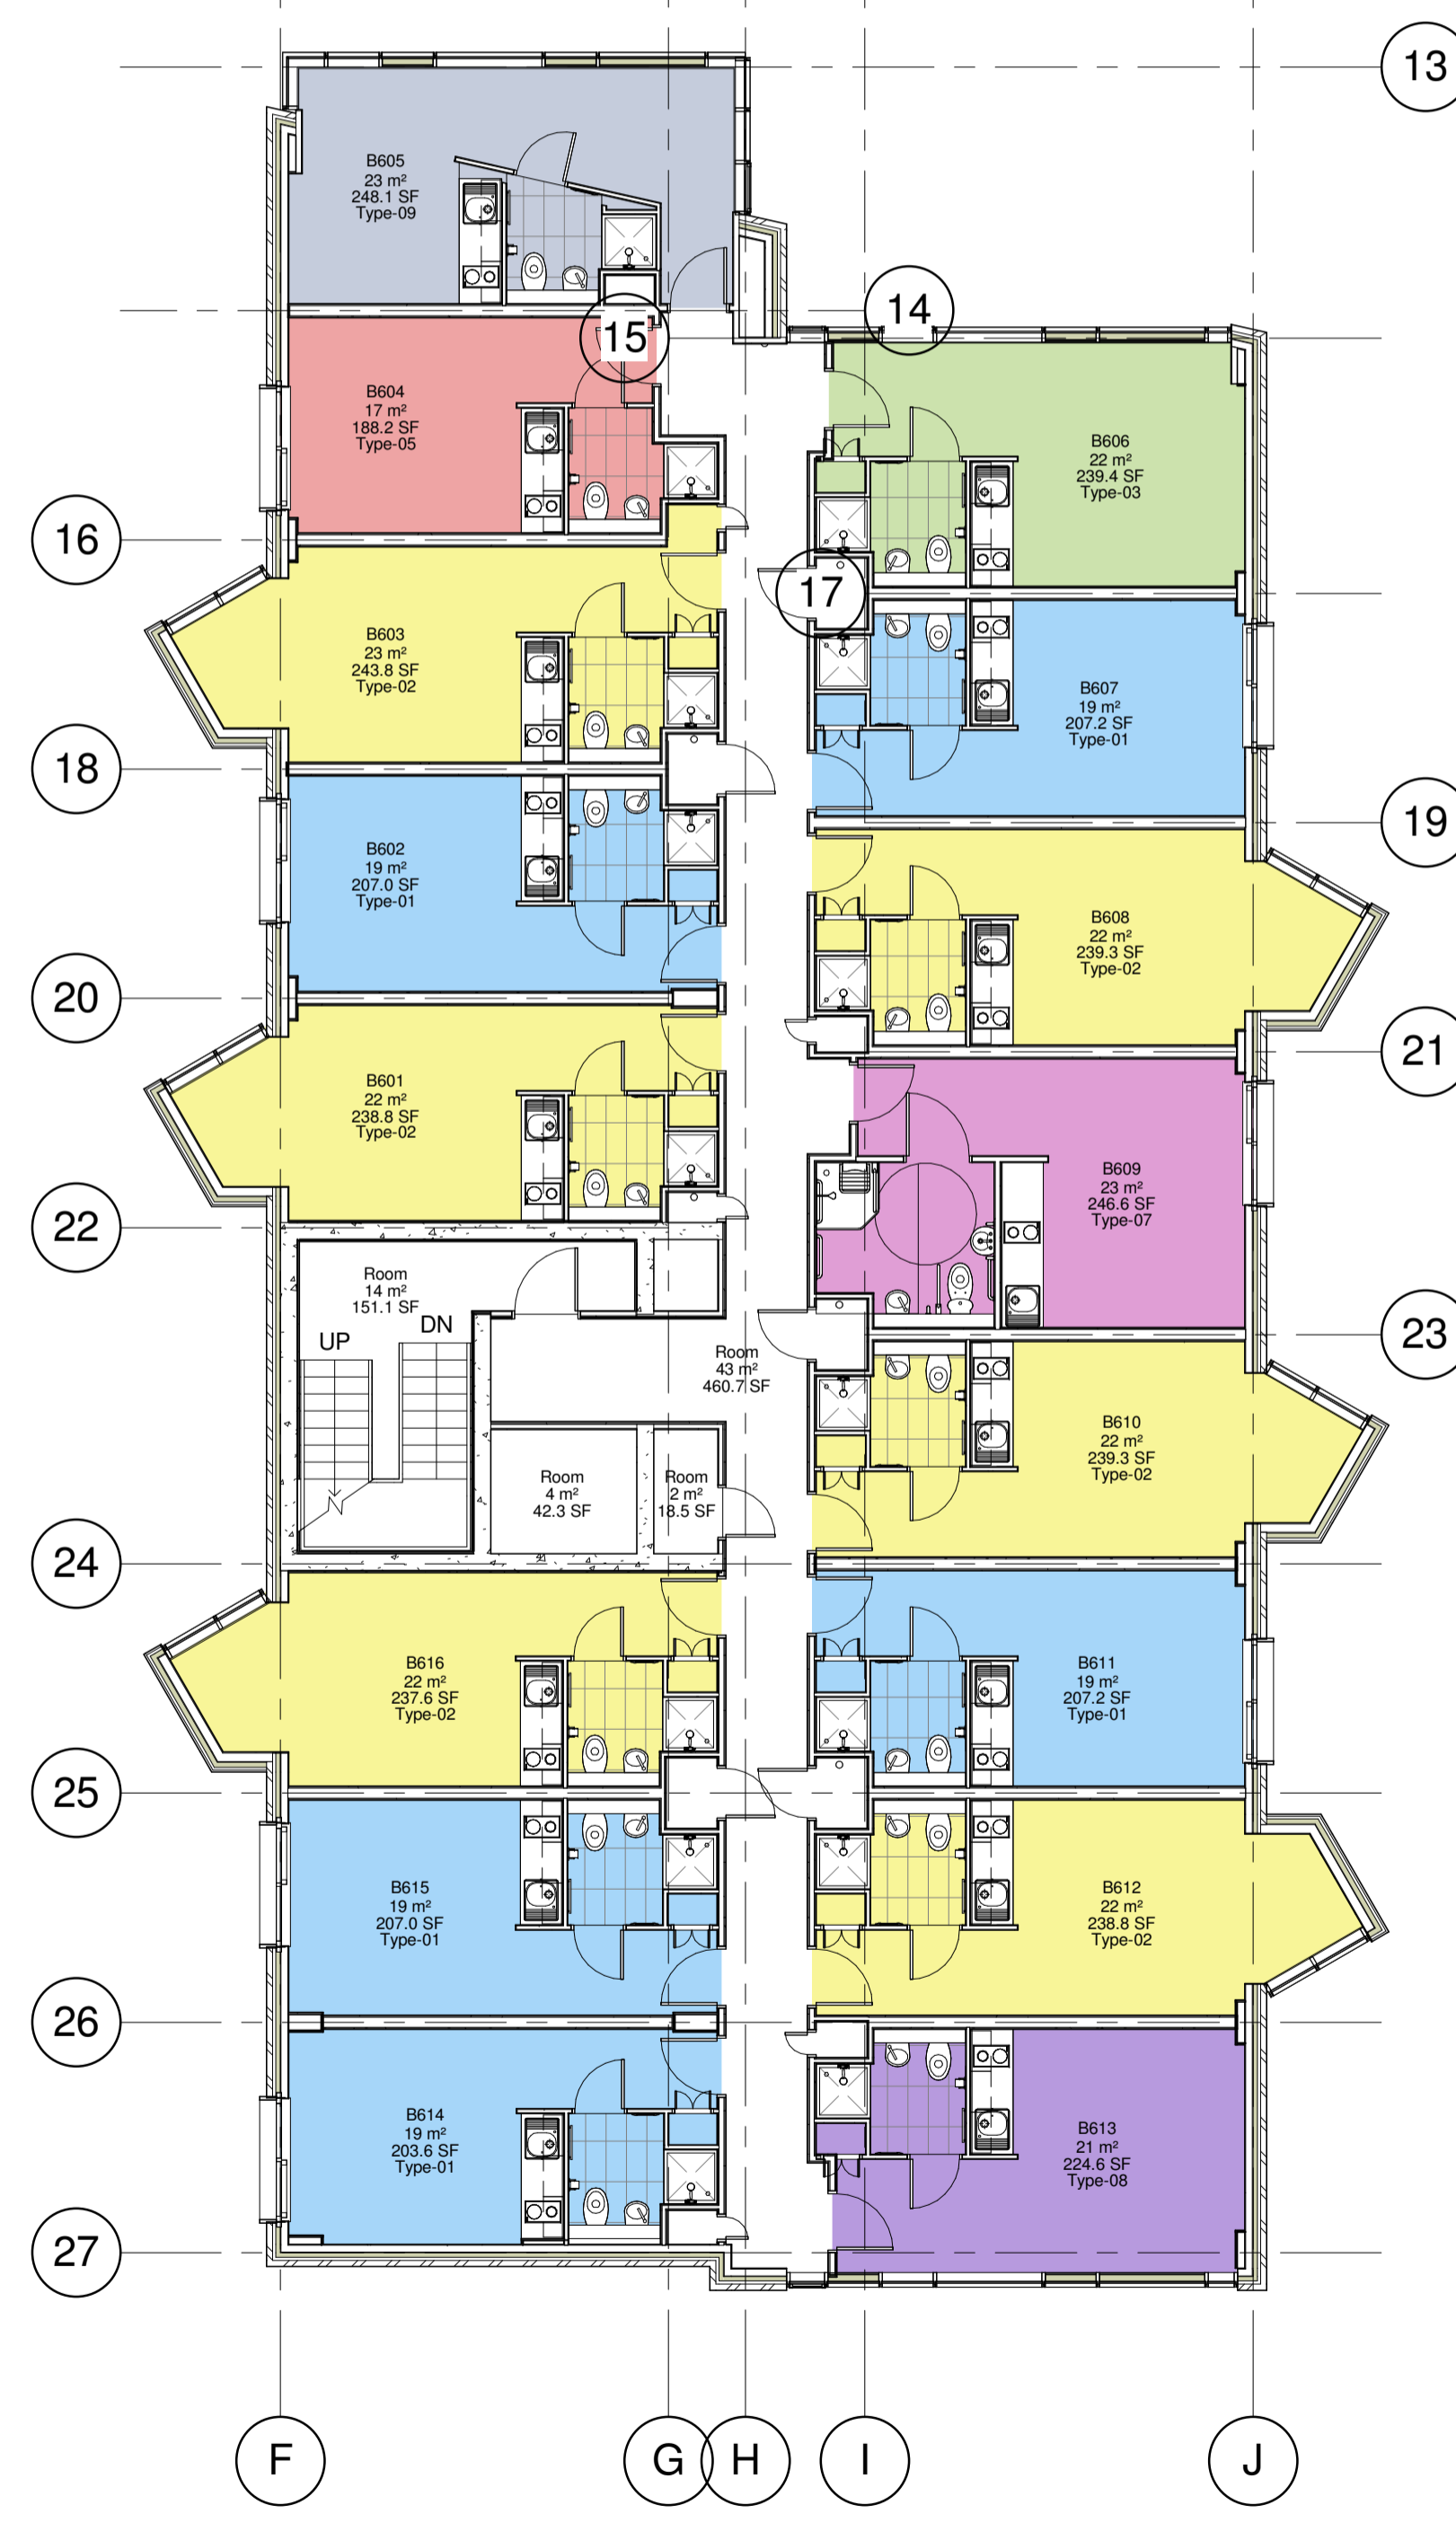 13
B605
23 m²
248.1 SF
Type-09
14
15
B604
17 m²
188.2 SF
Type-05
B606
22 m²
239.4 SF
Type-03
16
17
B603
23 m²
243.8 SF
Type-02
B607
19 m²
207.2 SF
Type-01
18
19
B602
19 m²
207.0 SF
Type-01
B608
22 m²
239.3 SF
Type-02
20
21
B601
22 m²
238.8 SF
Type-02
B609
23 m²
246.6 SF
Type-07
22
Room
14 m²
151.1 SF
UP
DN
23
Room
43 m²
460.7 SF
B610
22 m²
239.3 SF
Type-02
Room
4 m²
42.3 SF
Room
2 m²
18.5 SF
24
B616
22 m²
237.6 SF
Type-02
B611
19 m²
207.2 SF
Type-01
25
B615
19 m²
207.0 SF
Type-01
B612
22 m²
238.8 SF
Type-02
26
B614
19 m²
203.6 SF
Type-01
B613
21 m²
224.6 SF
Type-08
27
F
G
H
I
J